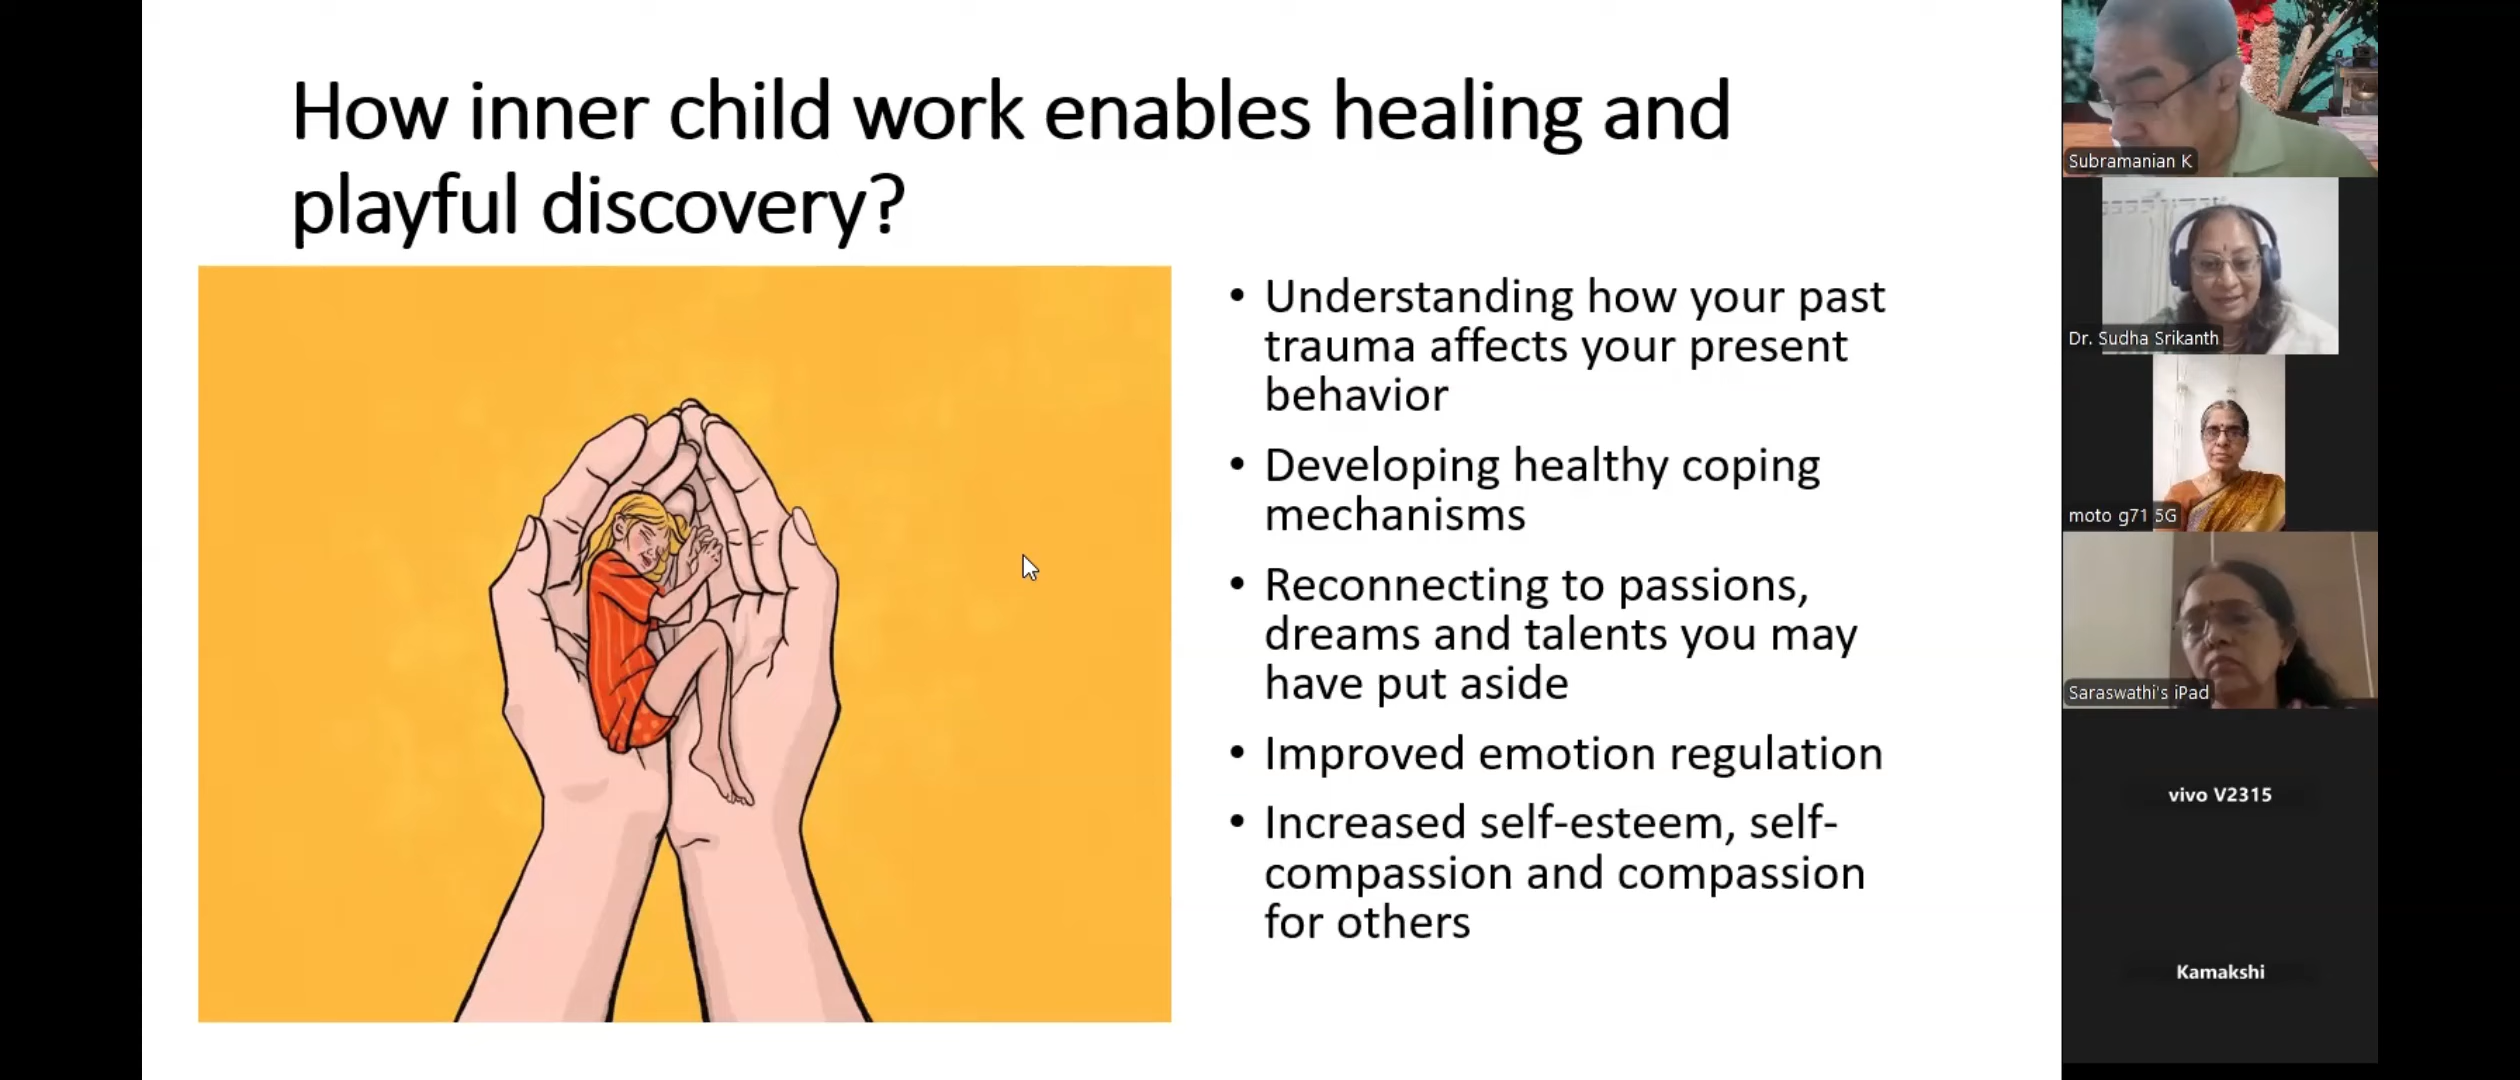 How inner child work enables healing and
playful discovery?
• Understanding how your past
trauma affects your present
behavior
• Developing healthy coping
mechanisms
• Reconnecting to passions,
dreams and talents you may
have put aside
• Improved emotion regulation
• Increased self-esteem, self-
compassion and compassion
for others
Subramanian K
Dr. Sudha Srikanth
moto g71 5G
Saraswathi's iPad
vivo V2315
Kamakshi